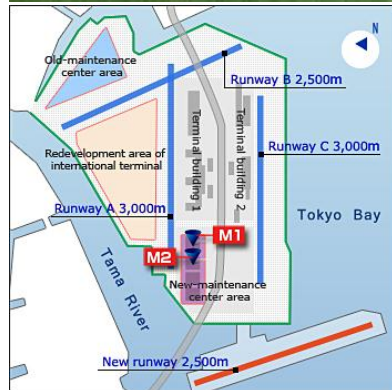 N
Old-maintenance
center area
Runway B 2,500m
Redevelopment area of
international terminal
Terminal building 1
Terminal building 2
Runway C 3,000m
Runway A 3,000m
Tokyo Bay
M1
M2
Tama River
New-maintenance
center area
New runway 2,500m